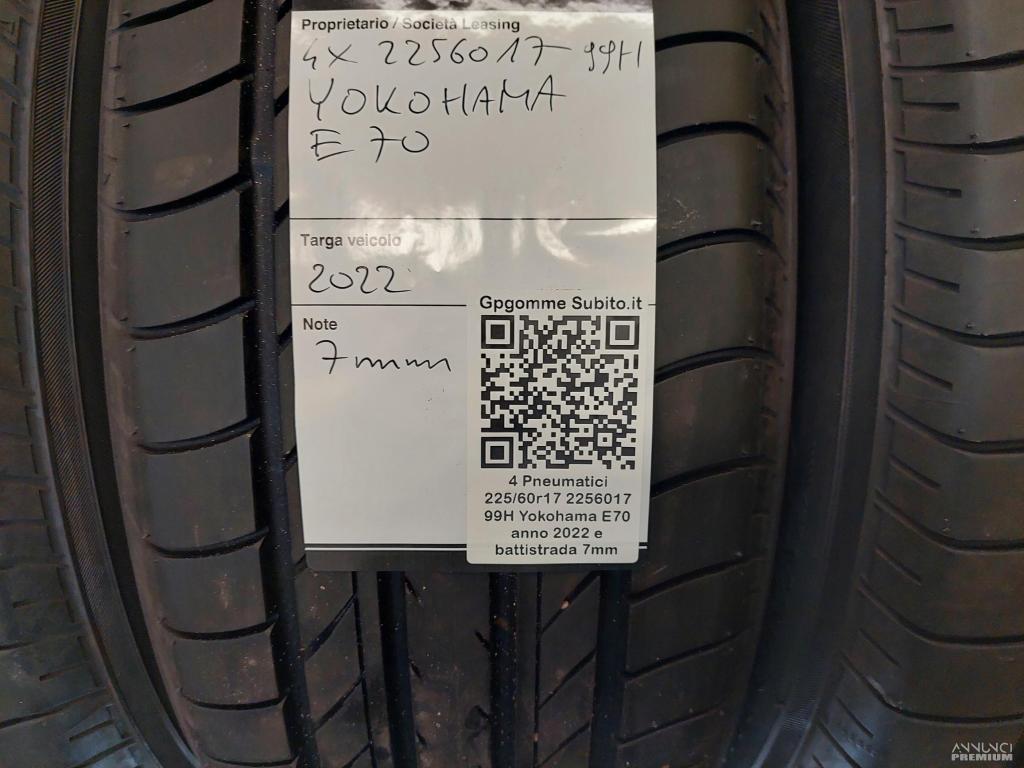 Proprietario / Società Leasing
4x 2256017 99H
YOKOHAMA
E70
Targa veicolo
2022
Note
7mm
Gpgomme Subito.it
4 Pneumatici
225/60r17 2256017
99H Yokohama E70
anno 2022 e
battistrada 7mm
ANNUNCI
PREMIUM